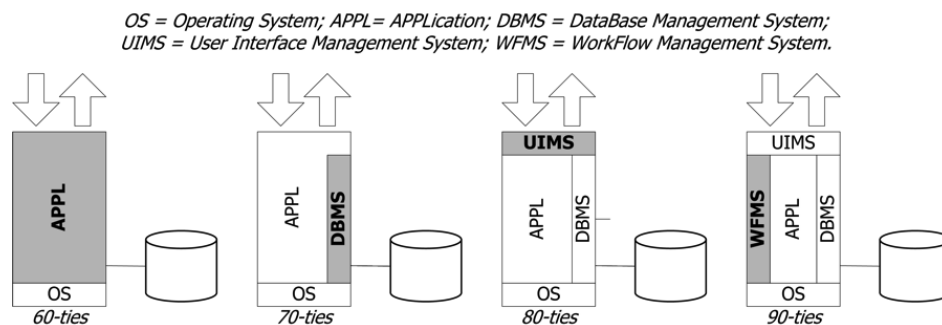 OS = Operating System; APPL= APPLication; DBMS = DataBase Management System;
UIMS = User Interface Management System; WFMS = WorkFlow Management System.
APPL
OS
60-ties
APPL
DBMS
OS
70-ties
UIMS
APPL
DBMS
OS
80-ties
UIMS
WFMS
APPL
DBMS
OS
90-ties